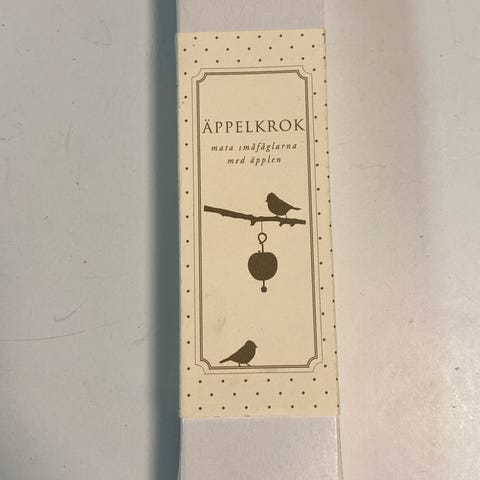 ÄPPELKROK
mata småfåglarna
med äpplen